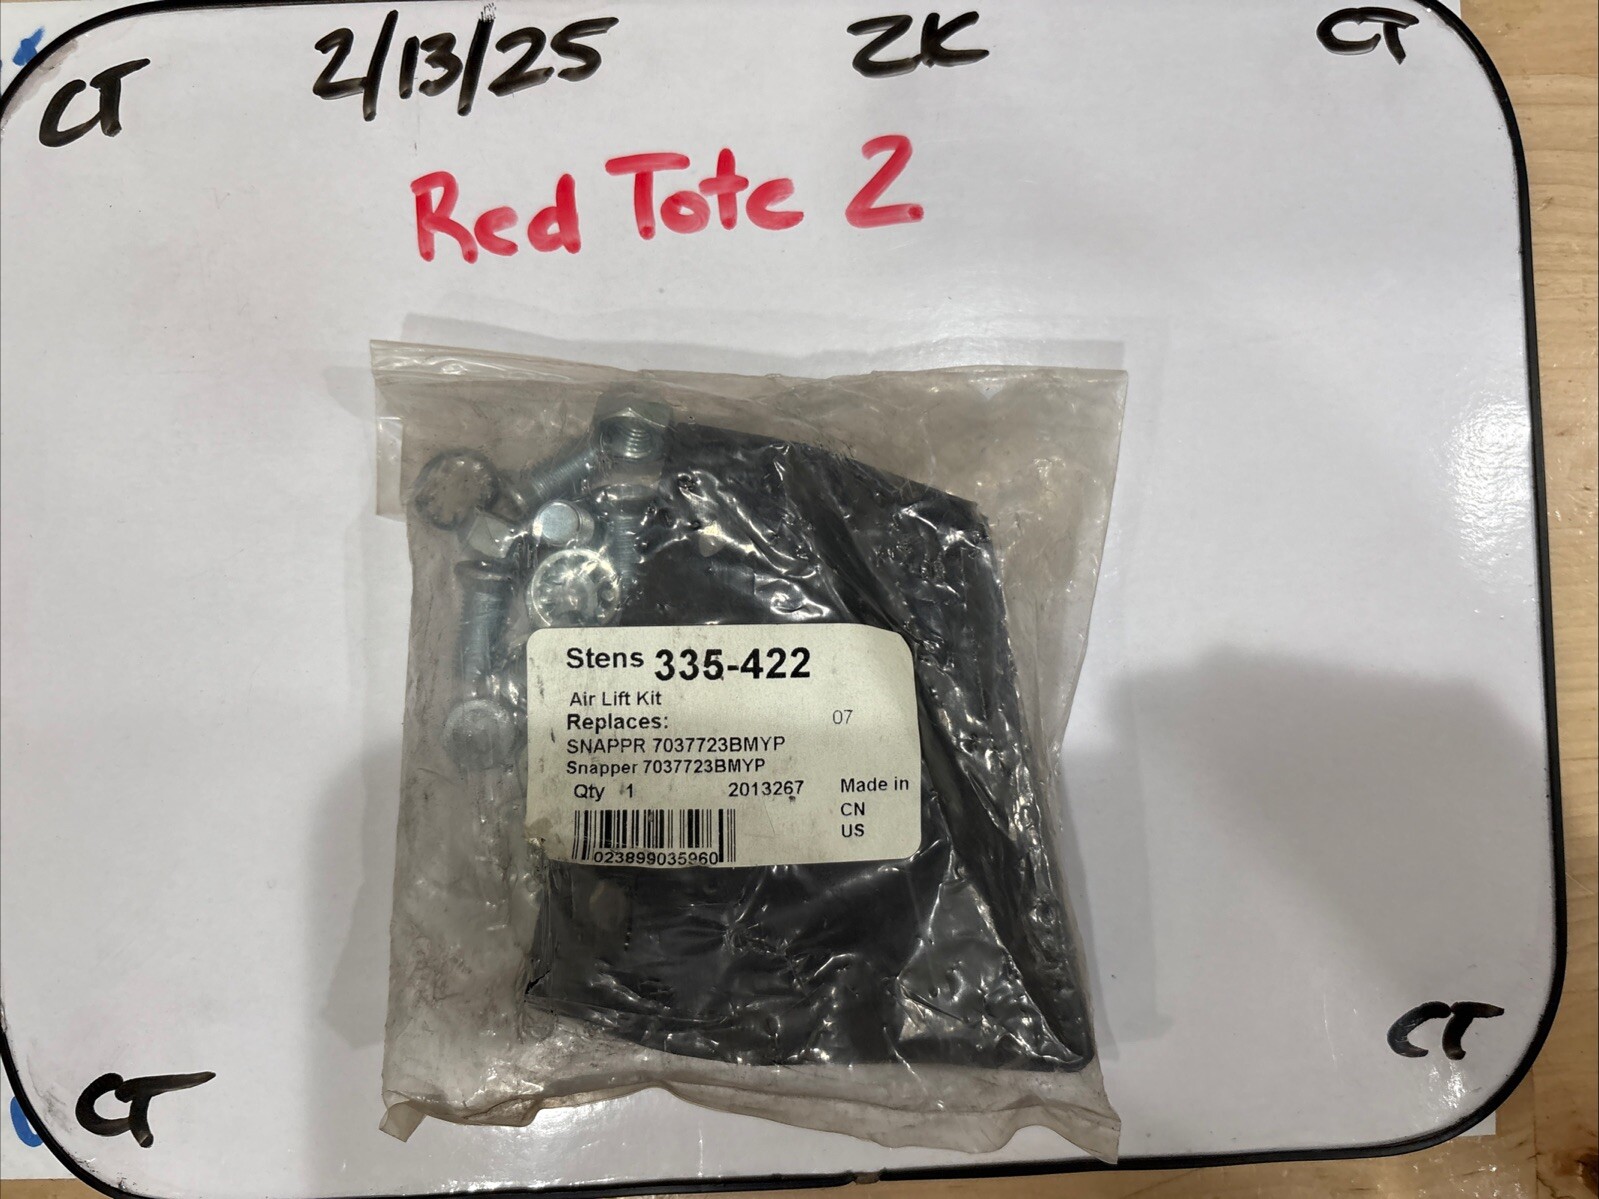 CT 2/13/25 ZK CT
Red Tote 2
Stens 335-422
Air Lift Kit
Replaces: 07
SNAPPR 7037723BMYP
Snapper 7037723BMYP
Qty 1 2013267 Made in
CN
US
023899035960
CT
CT